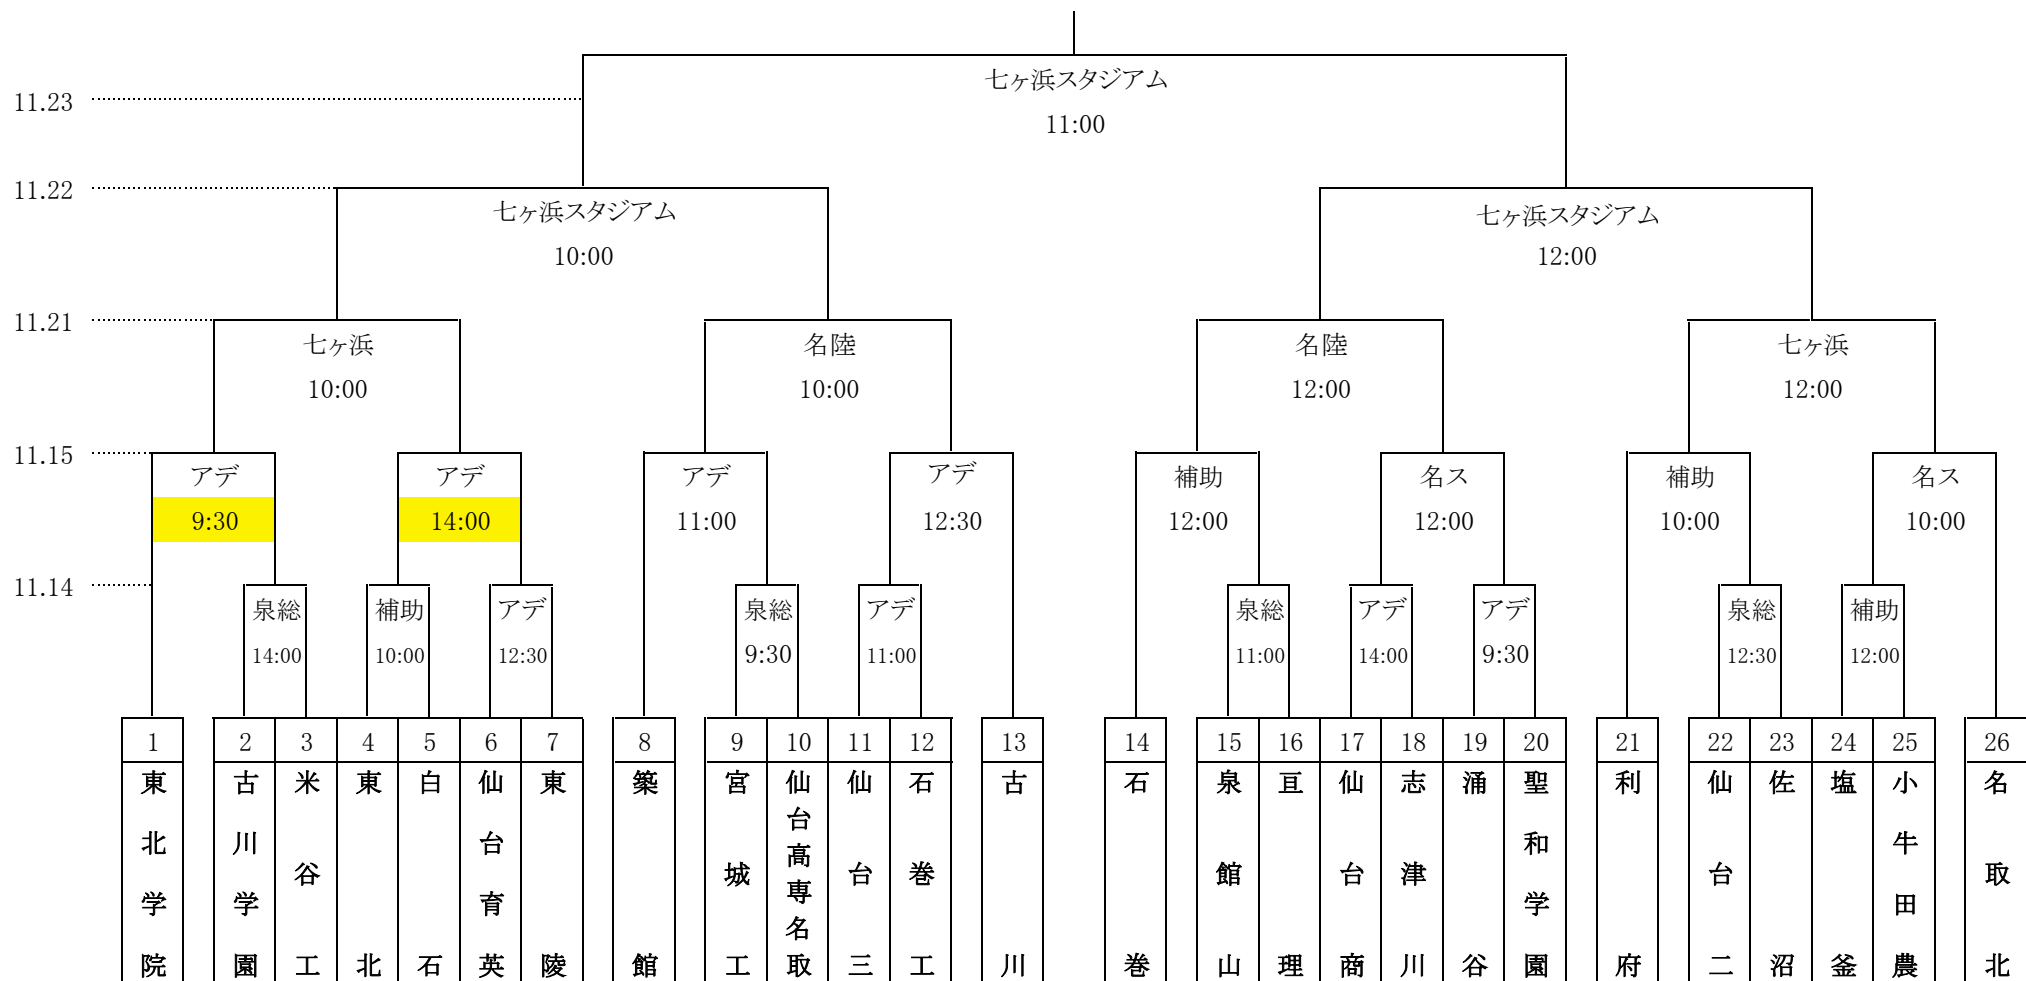 七ヶ浜スタジアム
11.23
11:00
11.22
七ヶ浜スタジアム 七ヶ浜スタジアム
10:00 12:00
11.21
七ヶ浜 名陸 名陸 七ヶ浜
10:00 10:00 12:00 12:00
11.15
アデ アデ アデ アデ 補助 名ス 補助 名ス
9:30 14:00 11:00 12:30 12:00 12:00 10:00 10:00
11.14
泉総 補助 アデ 泉総 アデ 泉総 アデ アデ 泉総 補助
14:00 10:00 12:30 9:30 11:00 11:00 14:00 9:30 12:30 12:00
1 2 3 4 5 6 7 8 9 10 11 12 13 14 15 16 17 18 19 20 21 22 23 24 25 26
東北学院
古川学園
米谷工
東北
白石
仙台育英
東陵
築館
宮城工
仙台高専名取
仙台三
石巻工
古川
石巻
泉館山
亘理
仙台商
志津川
涌谷
聖和学園
利府
仙台二
佐沼
塩釜
小牛田農
名取北